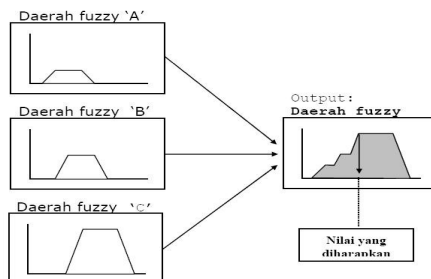 Daerah fuzzy ‘A’
Daerah fuzzy ‘B’
Daerah fuzzy ‘C’
Output:
Daerah fuzzy
Nilai yang
diharapkan